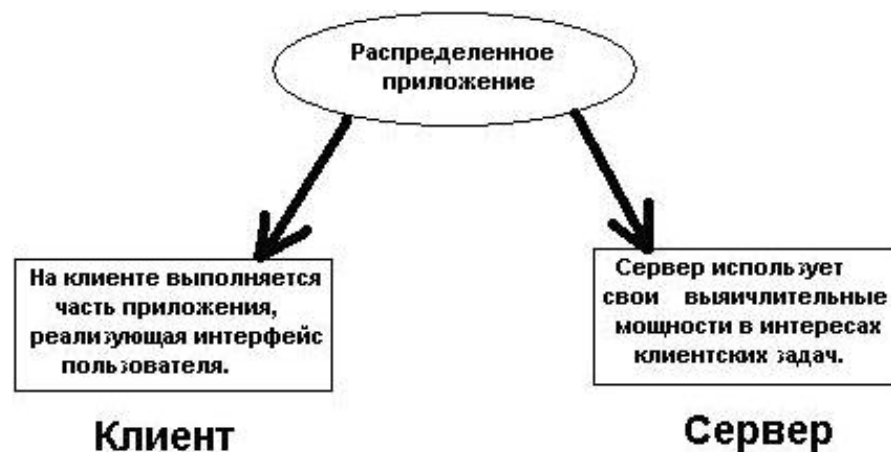 Распределенное
приложение
На клиенте выполняется
часть приложения,
реализующая интерфейс
пользователя.
Клиент
Сервер использует
свои выяичлительные
мощности в интересах
клиентских задач.
Сервер